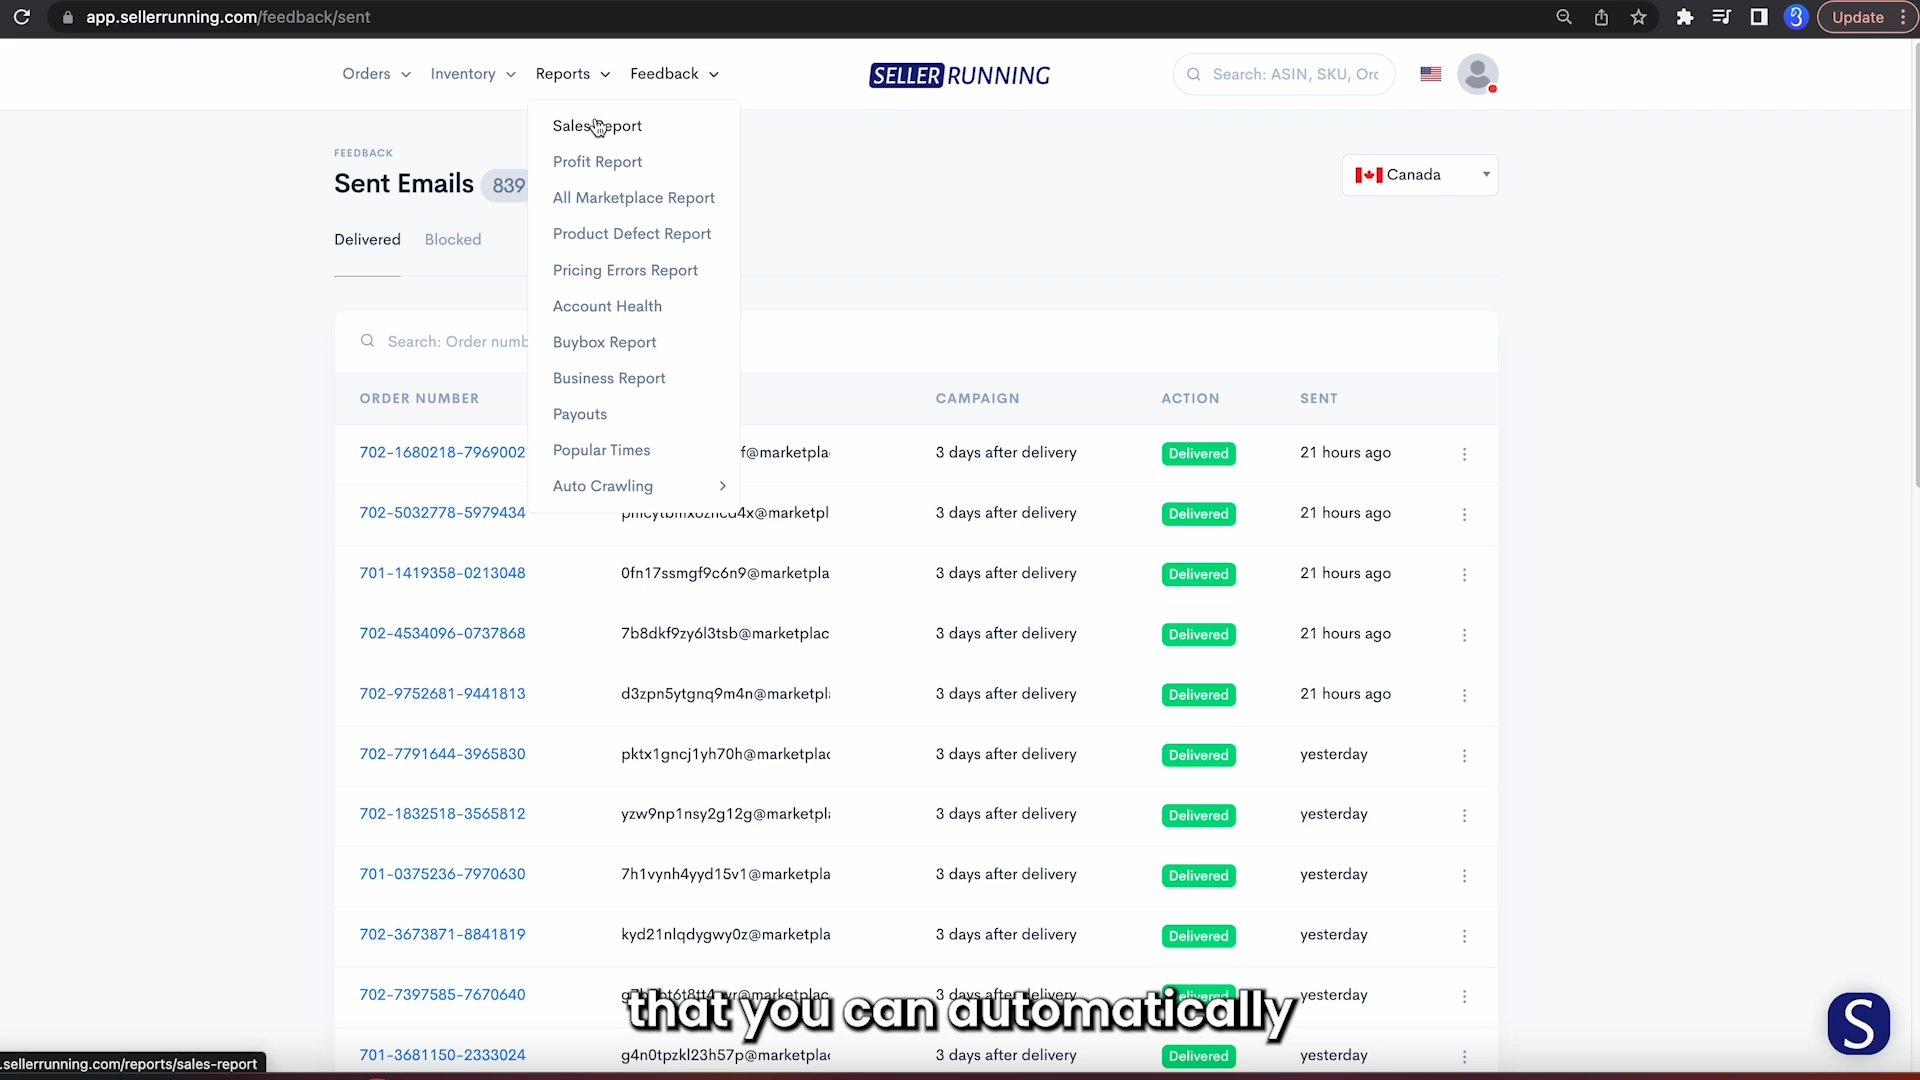 app.sellerrunning.com/feedback/sent
Update
Orders
Inventory
Reports
Feedback
SELLER RUNNING
Search: ASIN, SKU, Orc
Sales Report
Profit Report
All Marketplace Report
Product Defect Report
Pricing Errors Report
Account Health
Buybox Report
Business Report
Payouts
Popular Times
Auto Crawling
FEEDBACK
Sent Emails 839
Canada
Delivered Blocked
Search: Order numb
ORDER NUMBER CAMPAIGN ACTION SENT
702-1680218-7969002 f@marketpla 3 days after delivery Delivered 21 hours ago
702-5032778-5979434 3 days after delivery Delivered 21 hours ago
701-1419358-0213048 0fn17ssmgf9c6n9@marketpla 3 days after delivery Delivered 21 hours ago
702-4534096-0737868 7b8dkf9zy6l3tsb@marketplac 3 days after delivery Delivered 21 hours ago
702-9752681-9441813 d3zpn5ytgnq9m4n@marketpl 3 days after delivery Delivered 21 hours ago
702-7791644-3965830 pktx1gncj1yh70h@marketplac 3 days after delivery Delivered yesterday
702-1832518-3565812 yzw9np1nsy2g12g@marketpl 3 days after delivery Delivered yesterday
701-0375236-7970630 7h1vynh4yyd15v1@marketpla 3 days after delivery Delivered yesterday
702-3673871-8841819 kyd21nlqdygwy0z@marketpla 3 days after delivery Delivered yesterday
702-7397585-7670640 3 days after delivery Delivered yesterday
that you can automatically
701-3681150-2333024 g4n0tpzkl23h57p@marketplac 3 days after delivery Delivered yesterday
.sellerrunning.com/reports/sales-report
S